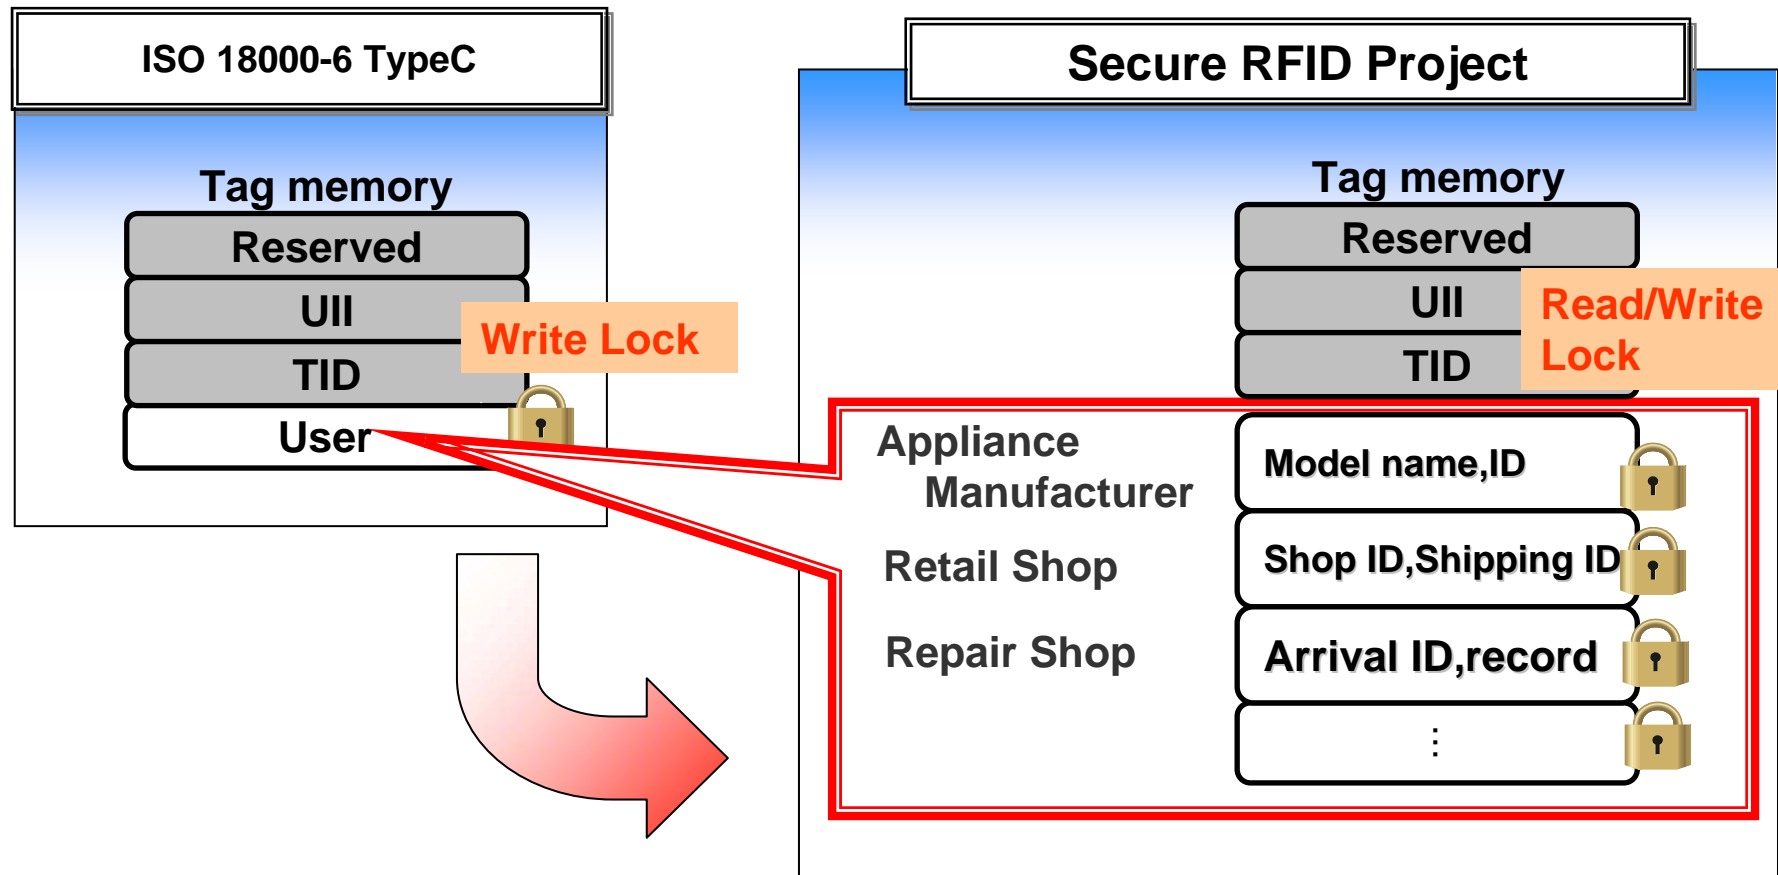 ISO 18000-6 TypeC
Tag memory
Reserved
UII
TID
User
Write Lock
Secure RFID Project
Tag memory
Reserved
UII
TID
Read/Write
Lock
Appliance
Manufacturer
Model name,ID
Retail Shop
Shop ID,Shipping ID
Repair Shop
Arrival ID,record
⋮